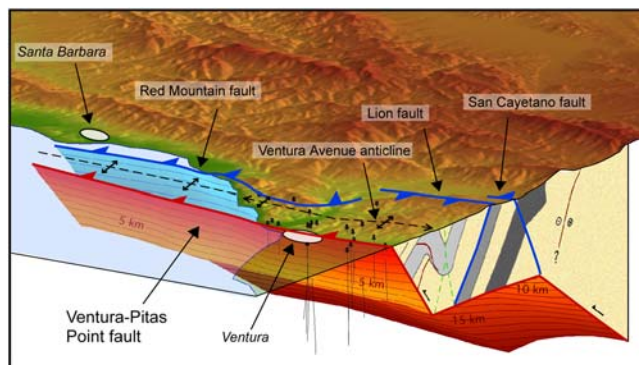 Santa Barbara
Red Mountain fault
Lion fault
San Cayetano fault
Ventura Avenue anticline
5 km
5 km
10 km
15 km
?
Ventura-Pitas
Point fault
Ventura